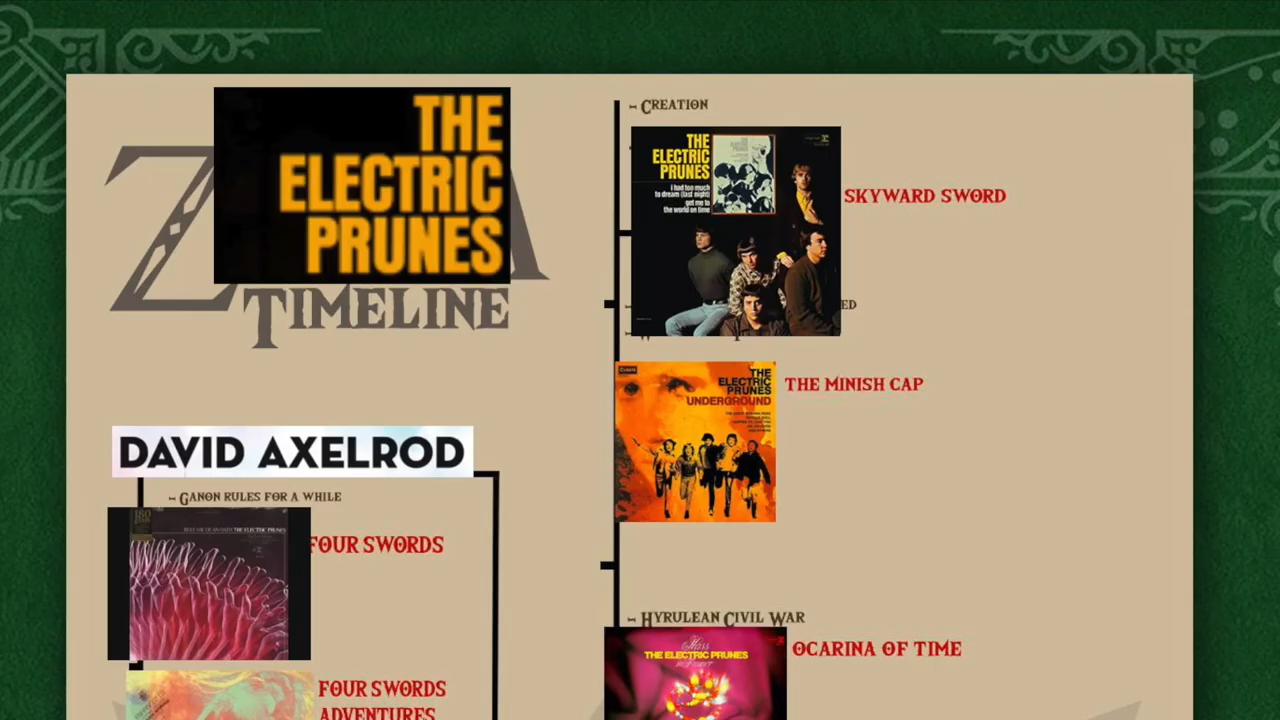 THE
ELECTRIC
PRUNES
Z A
TIMELINE
CREATION
THE
ELECTRIC
PRUNES
i had too much
to dream (last night)
get me to
the world on time
SKYWARD SWORD
ED
THE
ELECTRIC
PRUNES
UNDERGROUND
THE MINISH CAP
DAVID AXELROD
GANON RULES FOR A WHILE
THE ELECTRIC PRUNES
FOUR SWORDS
FOUR SWORDS
ADVENTURES
HYRULEAN CIVIL WAR
Mass
THE ELECTRIC PRUNES
OCARINA OF TIME